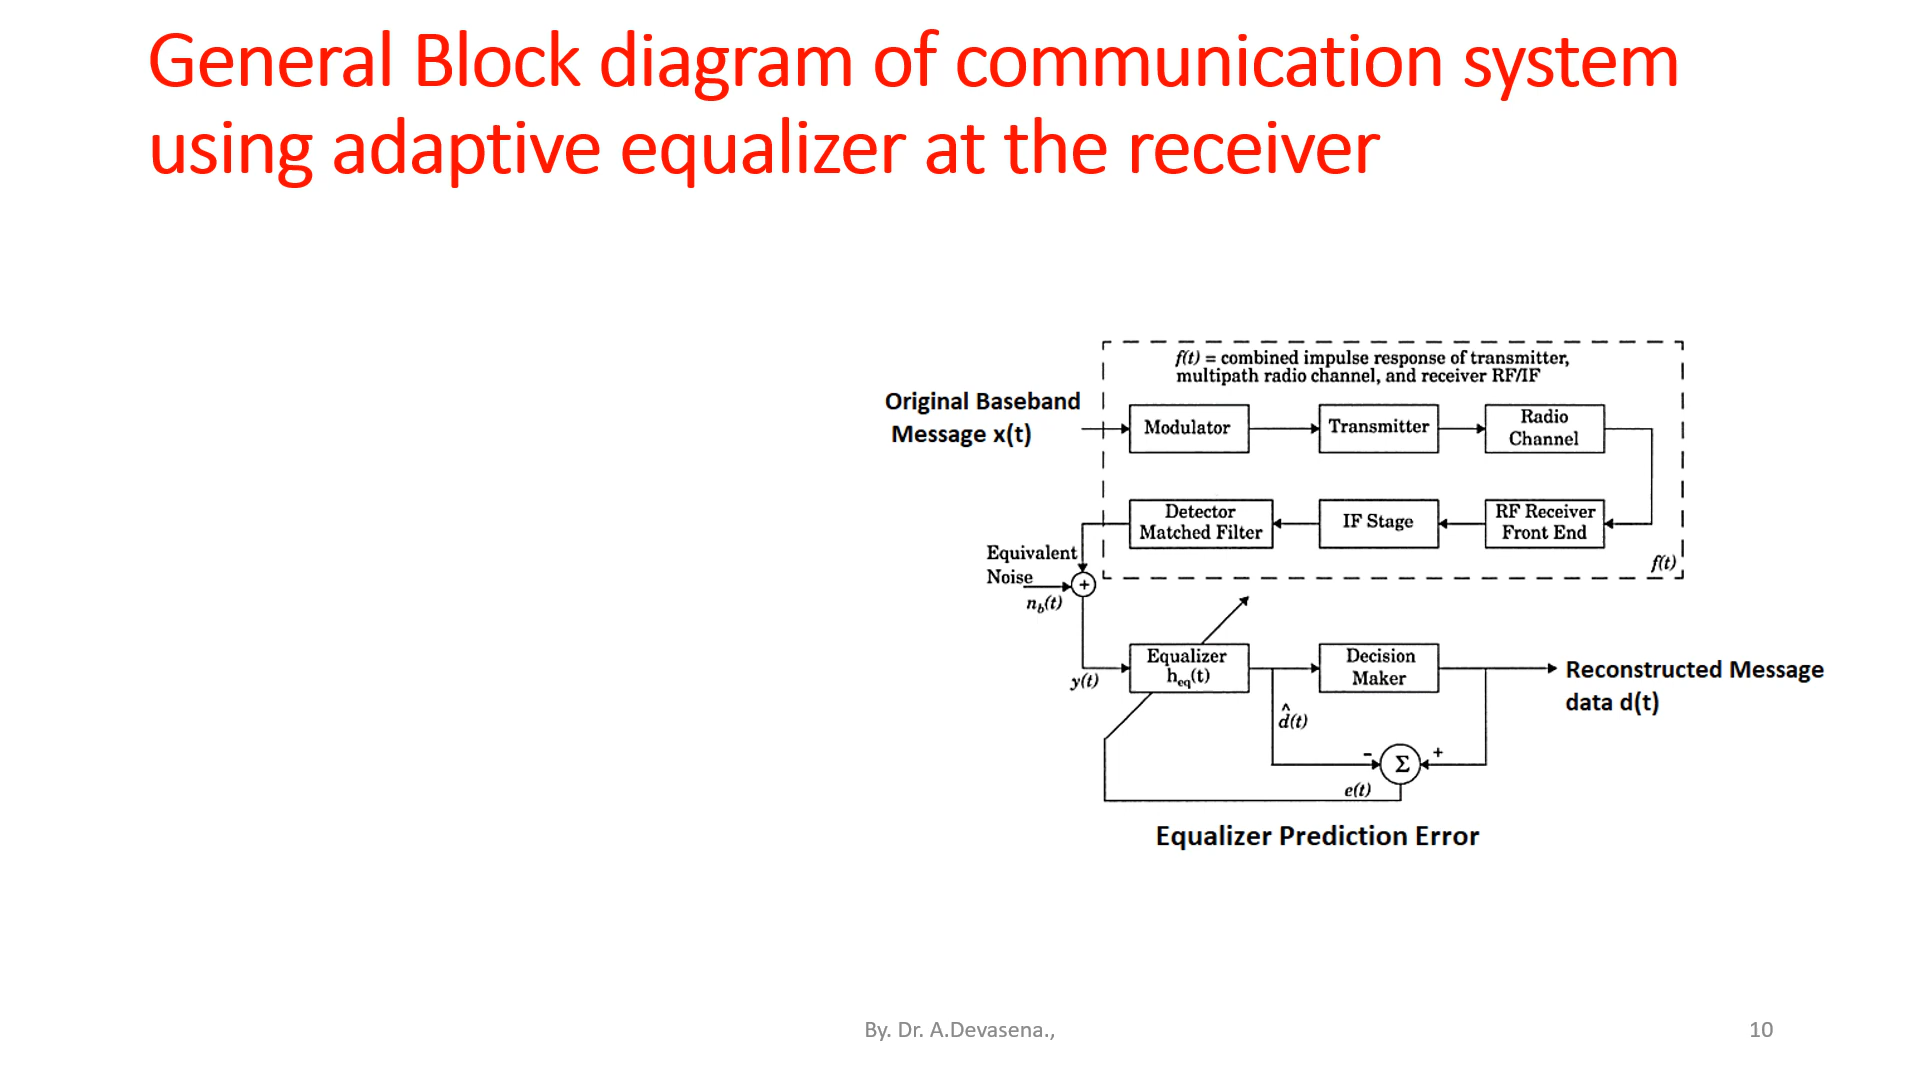 General Block diagram of communication system
using adaptive equalizer at the receiver
f(t) = combined impulse response of transmitter,
multipath radio channel, and receiver RF/IF
Original Baseband
Message x(t)
Modulator
Transmitter
Radio
Channel
Detector
Matched Filter
IF Stage
RF Receiver
Front End
f(t)
Equivalent
Noise
+
n_b(t)
Equalizer
h_eq(t)
y(t)
Decision
Maker
Reconstructed Message
data d(t)
d̂(t)
-
Σ
+
e(t)
Equalizer Prediction Error
By. Dr. A.Devasena.,
10